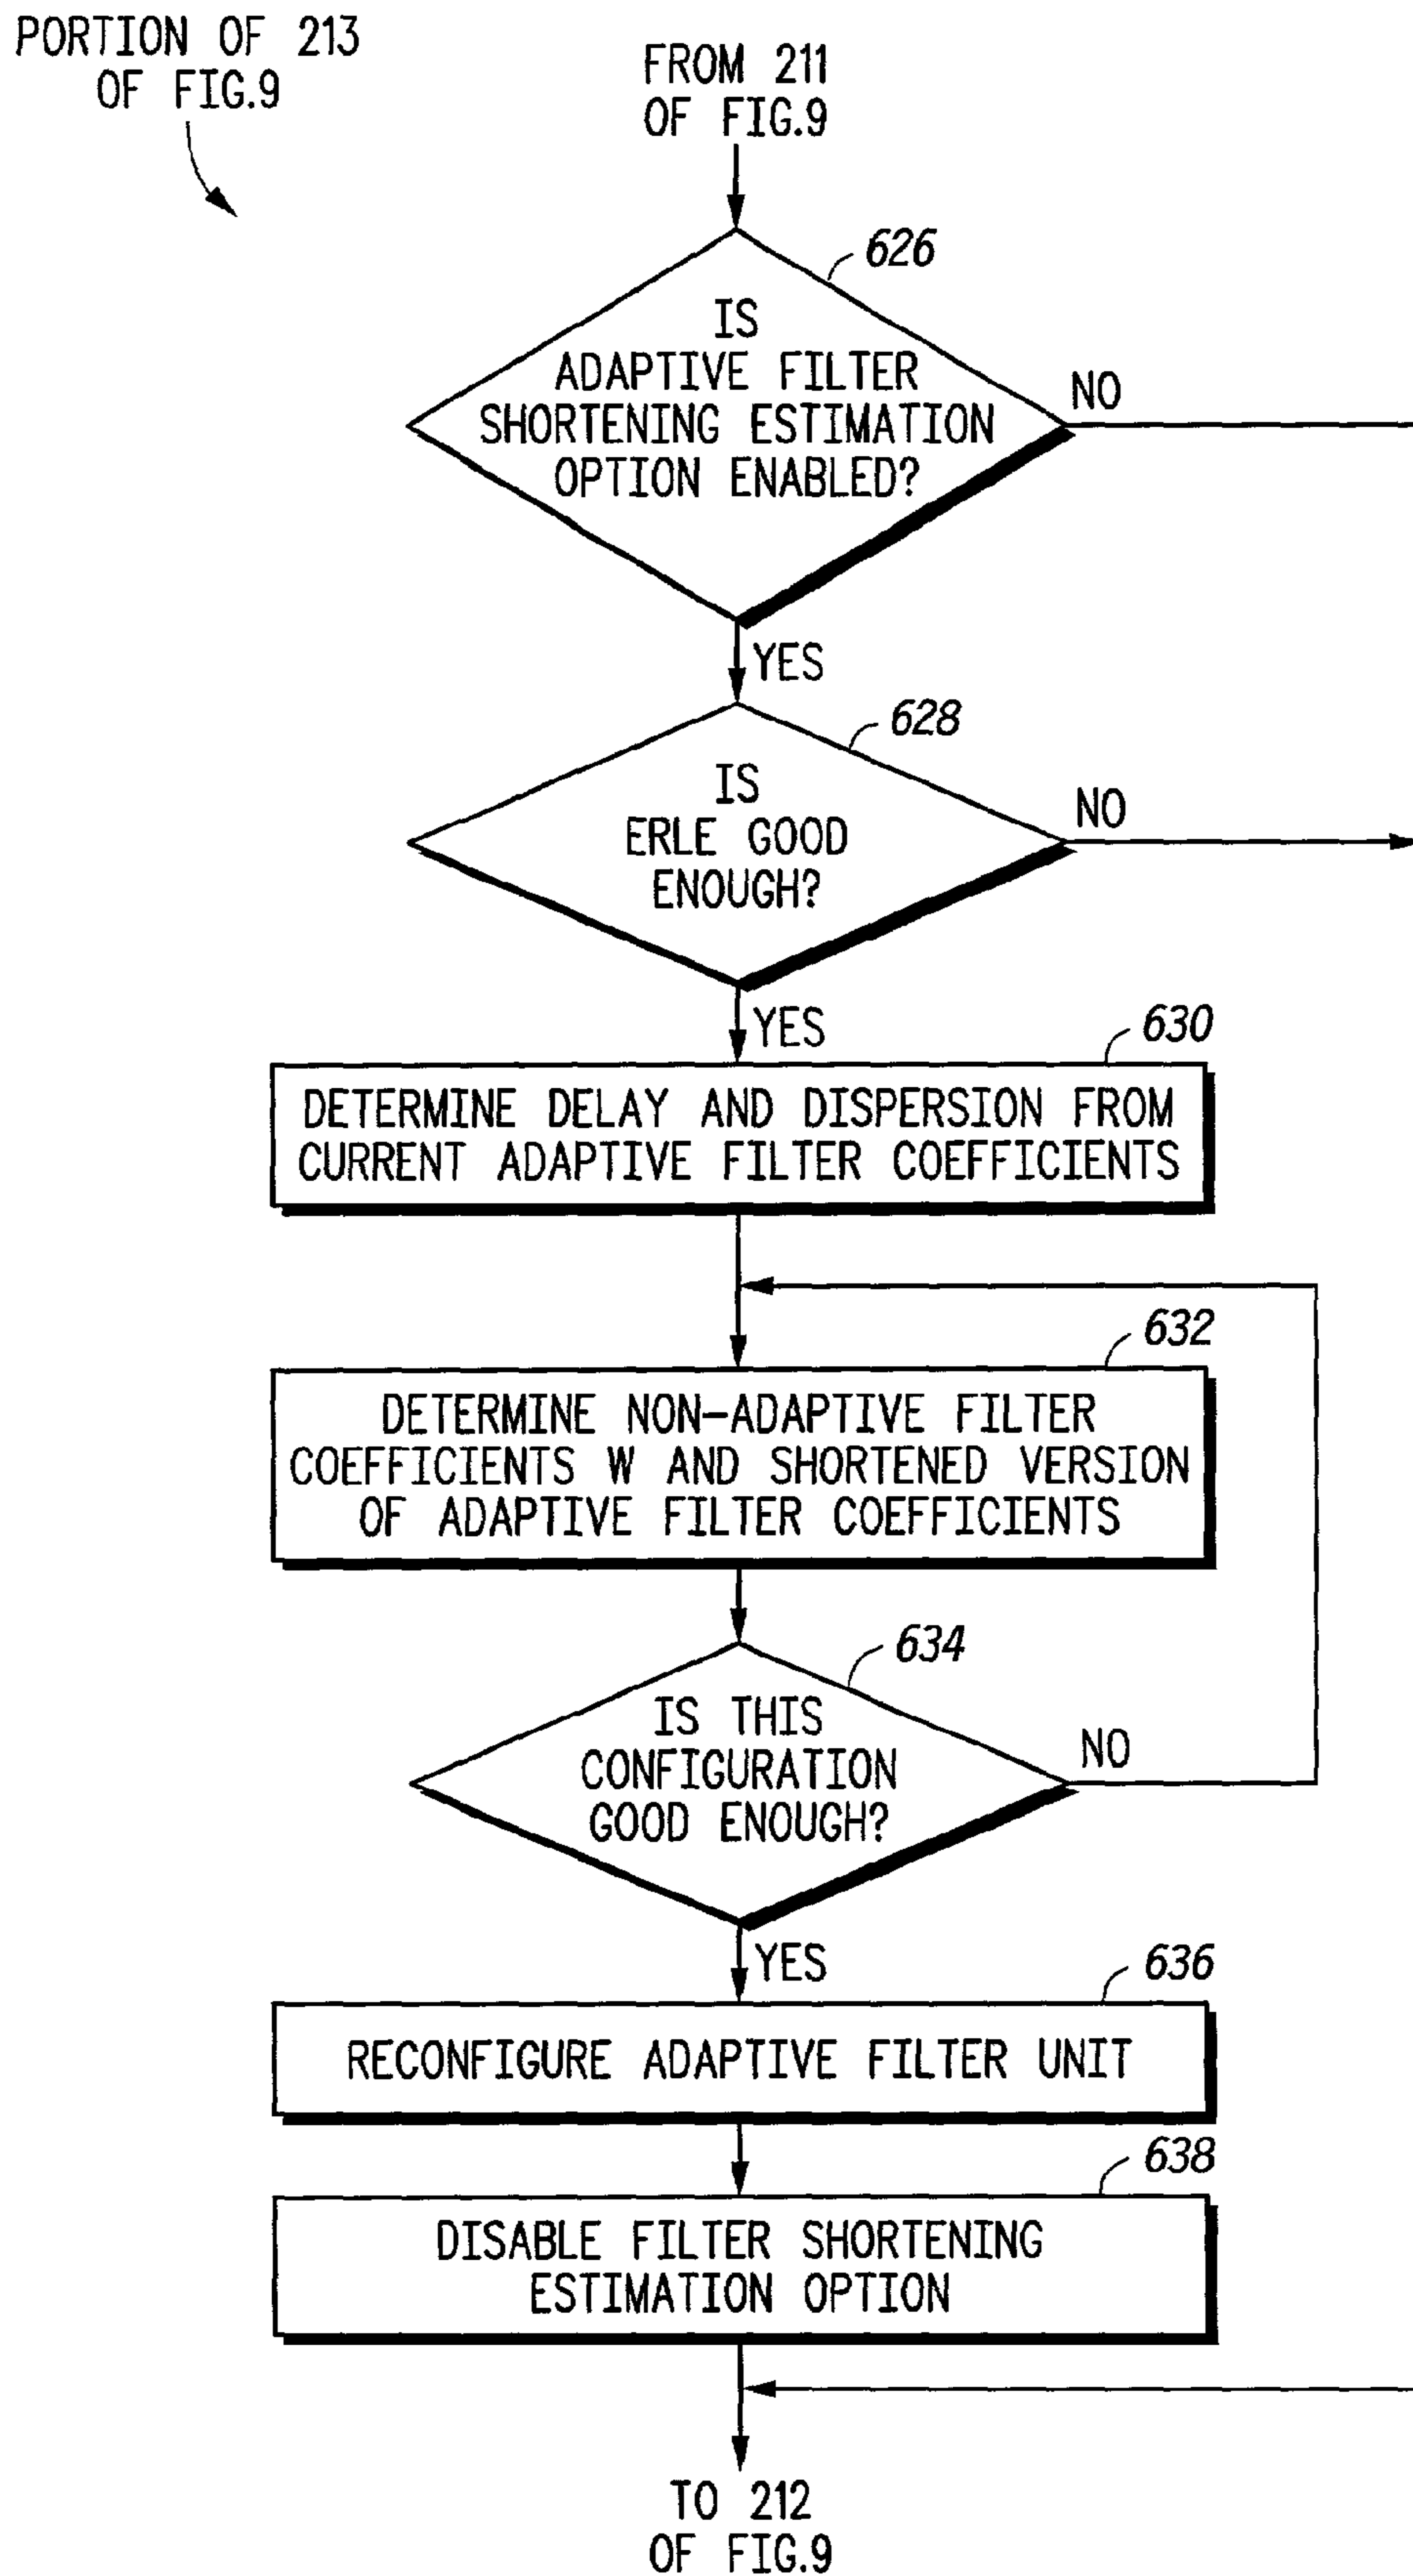 PORTION OF 213
OF FIG.9
FROM 211
OF FIG.9
626
IS
ADAPTIVE FILTER
SHORTENING ESTIMATION
OPTION ENABLED?
NO
YES
628
IS
ERLE GOOD
ENOUGH?
NO
YES
630
DETERMINE DELAY AND DISPERSION FROM
CURRENT ADAPTIVE FILTER COEFFICIENTS
632
DETERMINE NON-ADAPTIVE FILTER
COEFFICIENTS W AND SHORTENED VERSION
OF ADAPTIVE FILTER COEFFICIENTS
634
IS THIS
CONFIGURATION
GOOD ENOUGH?
NO
YES
636
RECONFIGURE ADAPTIVE FILTER UNIT
638
DISABLE FILTER SHORTENING
ESTIMATION OPTION
TO 212
OF FIG.9